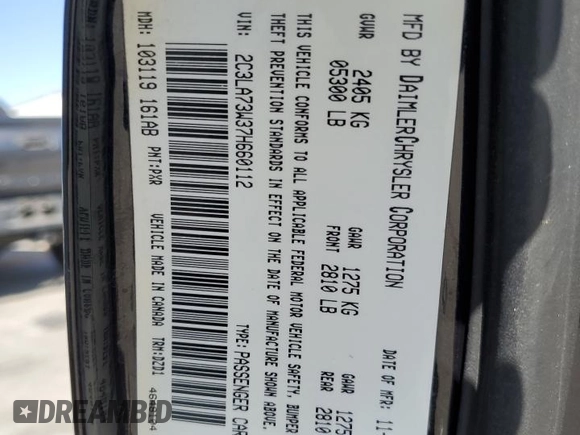 MFD BY DAIMLERCHRYSLER CORPORATION
DATE OF MFR: 11-
GVWR
2405 KG
05300 LB
GAWR 1275 KG
FRONT 2810 LB
GAWR 1275
REAR 2810
THIS VEHICLE CONFORMS TO ALL APPLICABLE FEDERAL MOTOR VEHICLE SAFETY, BUMPER
THEFT PREVENTION STANDARDS IN EFFECT ON THE DATE OF MANUFACTURE SHOWN ABOVE.
VIN: 2C3LA73W37H660112
TYPE: PASSENGER CAR
MDH: 103119 161AB
PNT: PXR
VEHICLE MADE IN CANADA
TRM: DZD1
DREAMBID